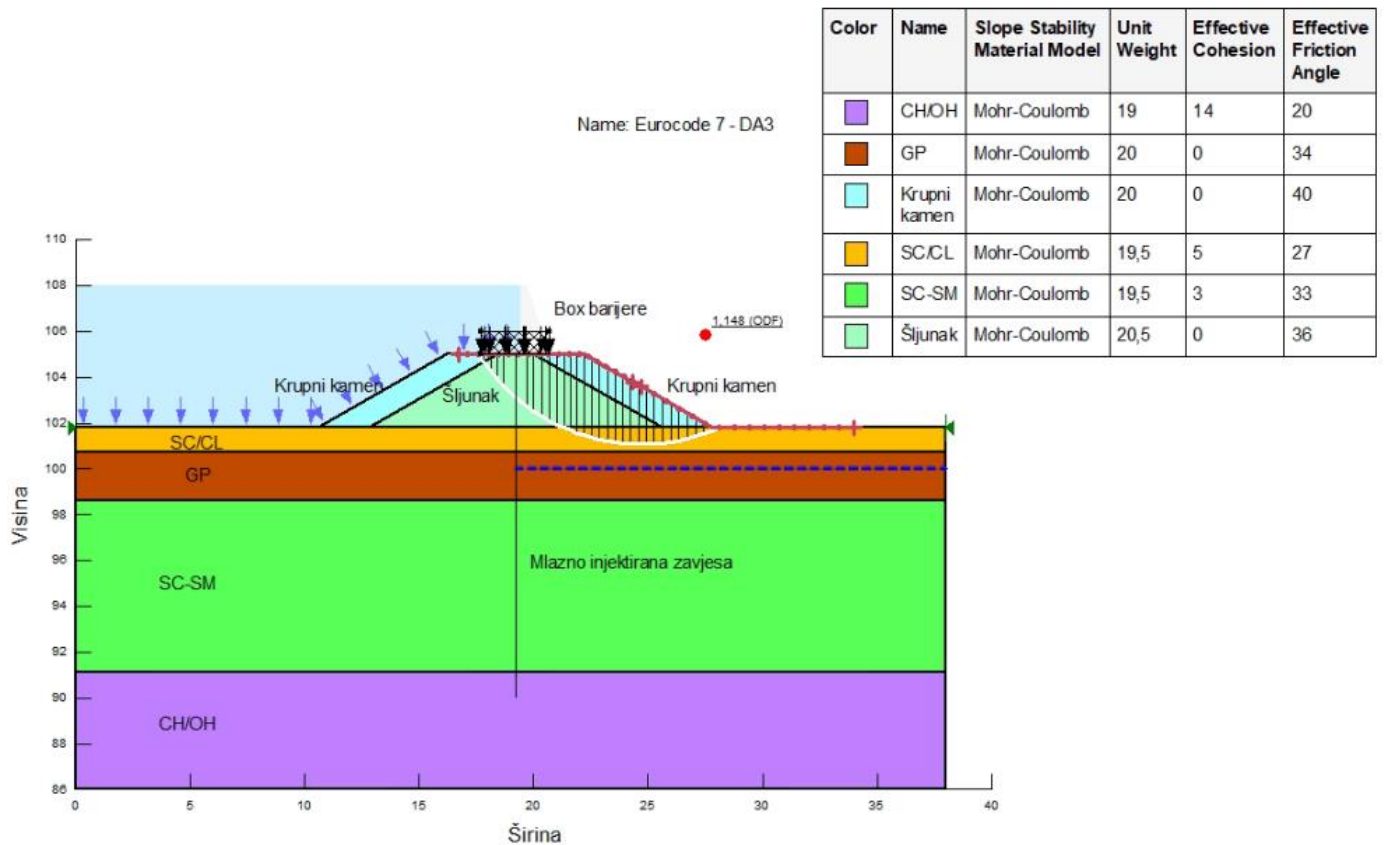 Color Name Slope Stability Material Model Unit Weight Effective Cohesion Effective Friction Angle
CH/OH Mohr-Coulomb 19 14 20
GP Mohr-Coulomb 20 0 34
Krupni kamen Mohr-Coulomb 20 0 40
SC/CL Mohr-Coulomb 19,5 5 27
SC-SM Mohr-Coulomb 19,5 3 33
Šljunak Mohr-Coulomb 20,5 0 36
Name: Eurocode 7 - DA3
110
108
106
104
102
100
98
96
94
92
90
88
86
Visina
Box barijere
1,148 (ODF)
Krupni kamen
Šljunak
Krupni kamen
SC/CL
GP
SC-SM
Mlazno injektirana zavjesa
CH/OH
0 5 10 15 20 25 30 35 40
Širina